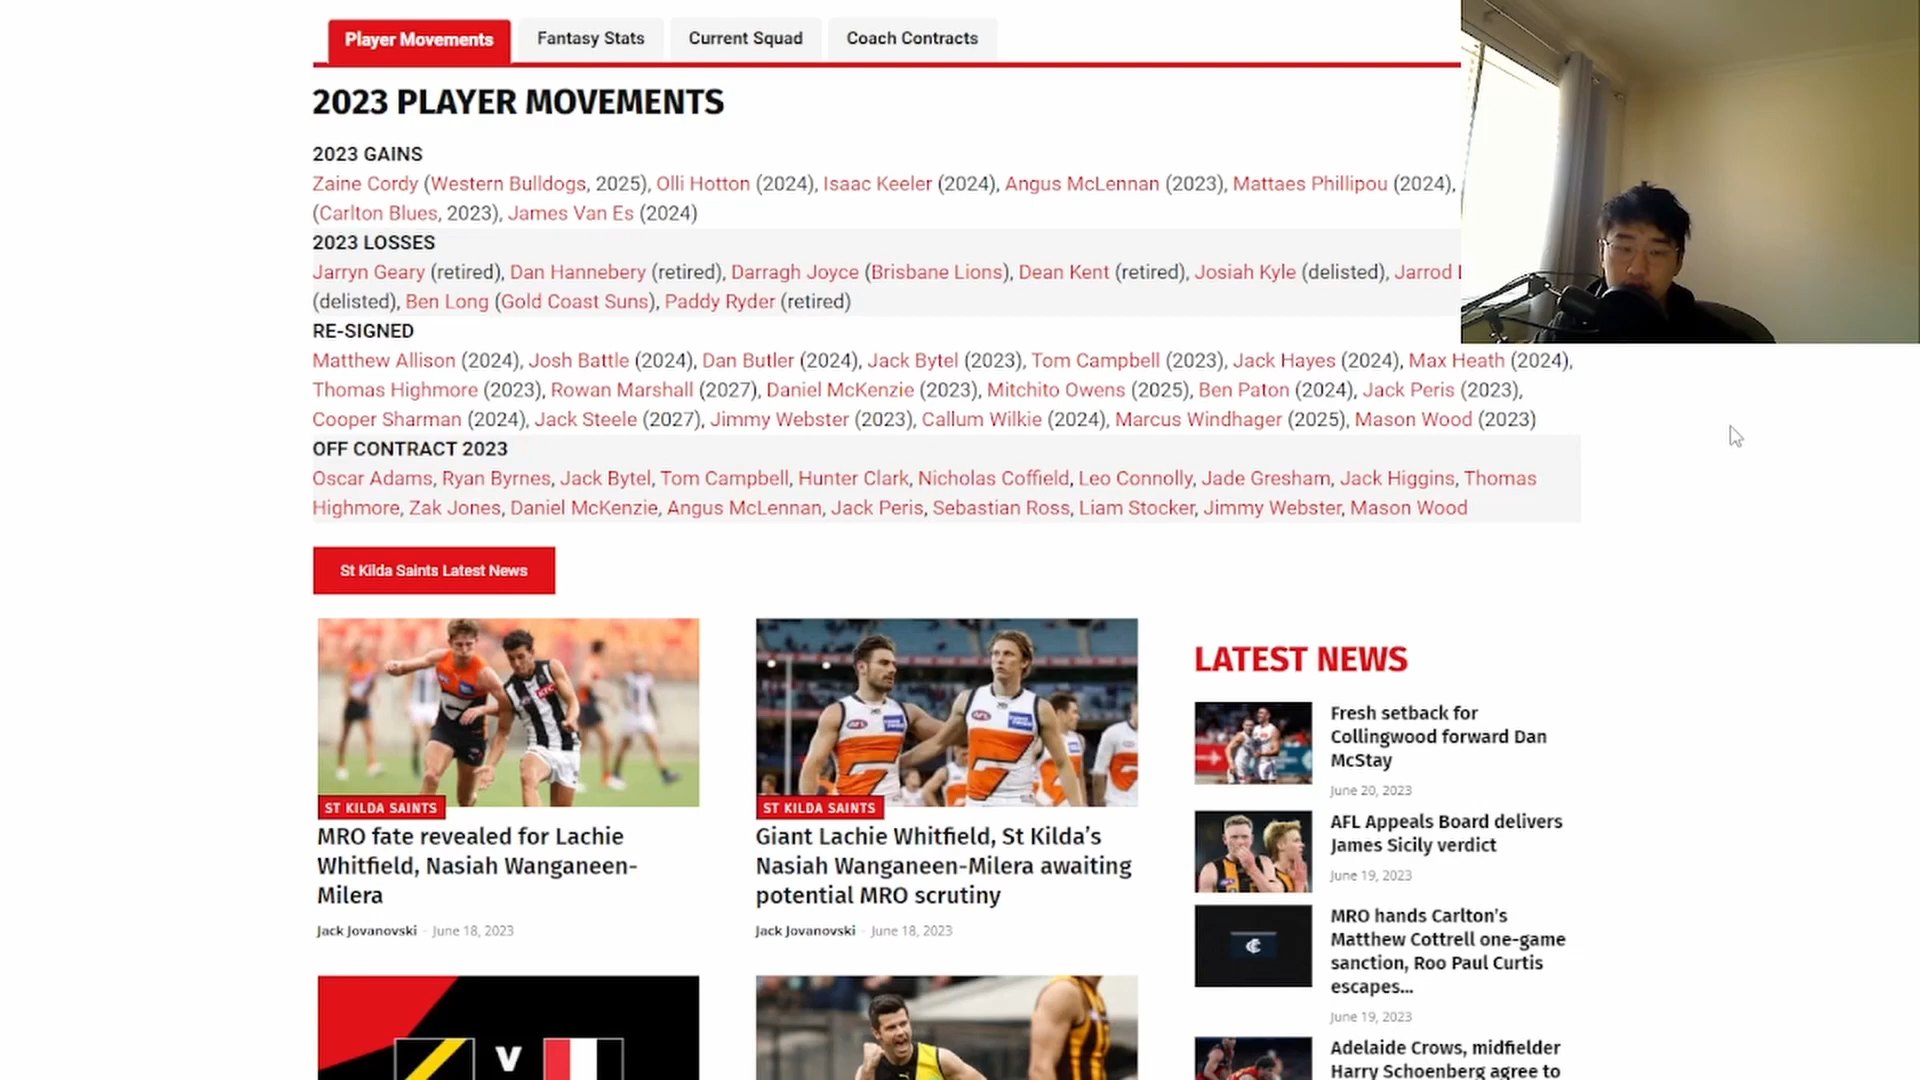 Player Movements
Fantasy Stats
Current Squad
Coach Contracts
2023 PLAYER MOVEMENTS
2023 GAINS
Zaine Cordy (Western Bulldogs, 2025), Olli Hotton (2024), Isaac Keeler (2024), Angus McLennan (2023), Mattaes Phillipou (2024),
(Carlton Blues, 2023), James Van Es (2024)
2023 LOSSES
Jarryn Geary (retired), Dan Hannebery (retired), Darragh Joyce (Brisbane Lions), Dean Kent (retired), Josiah Kyle (delisted), Jarrod
(delisted), Ben Long (Gold Coast Suns), Paddy Ryder (retired)
RE-SIGNED
Matthew Allison (2024), Josh Battle (2024), Dan Butler (2024), Jack Bytel (2023), Tom Campbell (2023), Jack Hayes (2024), Max Heath (2024),
Thomas Highmore (2023), Rowan Marshall (2027), Daniel McKenzie (2023), Mitchito Owens (2025), Ben Paton (2024), Jack Peris (2023),
Cooper Sharman (2024), Jack Steele (2027), Jimmy Webster (2023), Callum Wilkie (2024), Marcus Windhager (2025), Mason Wood (2023)
OFF CONTRACT 2023
Oscar Adams, Ryan Byrnes, Jack Bytel, Tom Campbell, Hunter Clark, Nicholas Coffield, Leo Connolly, Jade Gresham, Jack Higgins, Thomas
Highmore, Zak Jones, Daniel McKenzie, Angus McLennan, Jack Peris, Sebastian Ross, Liam Stocker, Jimmy Webster, Mason Wood
St Kilda Saints Latest News
ST KILDA SAINTS
MRO fate revealed for Lachie
Whitfield, Nasiah Wanganeen-
Milera
Jack Jovanovski - June 18, 2023
ST KILDA SAINTS
Giant Lachie Whitfield, St Kilda's
Nasiah Wanganeen-Milera awaiting
potential MRO scrutiny
Jack Jovanovski - June 18, 2023
V
LATEST NEWS
Fresh setback for
Collingwood forward Dan
McStay
June 20, 2023
AFL Appeals Board delivers
James Sicily verdict
June 19, 2023
MRO hands Carlton's
Matthew Cottrell one-game
sanction, Roo Paul Curtis
escapes...
June 19, 2023
Adelaide Crows, midfielder
Harry Schoenberg agree to